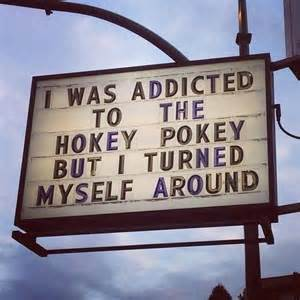 I WAS ADDICTED
TO THE
HOKEY POKEY
BUT I TURNED
MYSELF AROUND